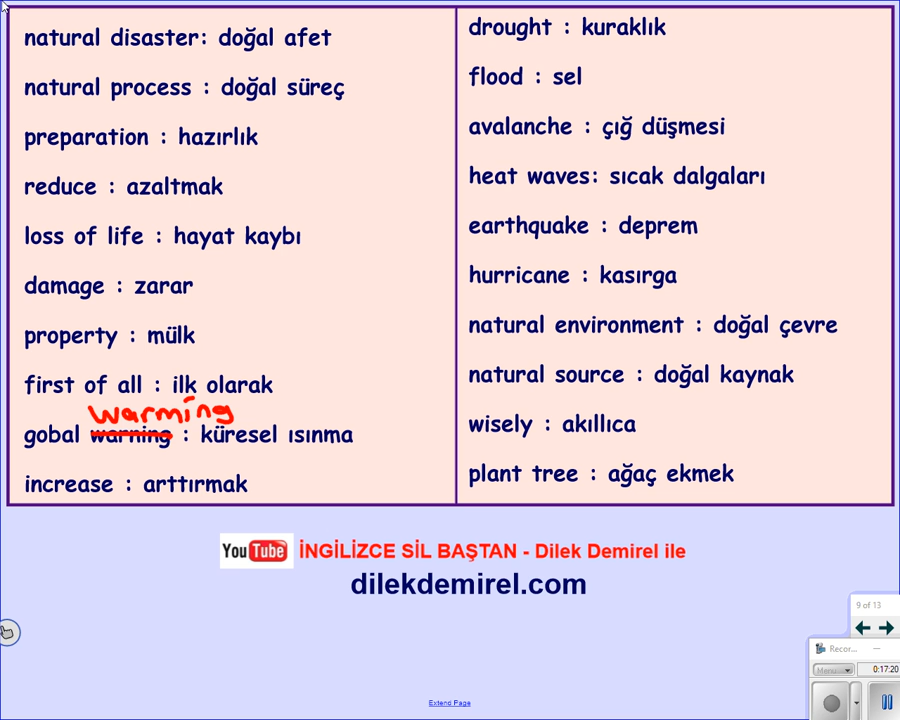 natural disaster: doğal afet
natural process : doğal süreç
preparation : hazırlık
reduce : azaltmak
loss of life : hayat kaybı
damage : zarar
property : mülk
first of all : ilk olarak
warming
gobal warning : küresel ısınma
increase : arttırmak
drought : kuraklık
flood : sel
avalanche : çığ düşmesi
heat waves: sıcak dalgaları
earthquake : deprem
hurricane : kasırga
natural environment : doğal çevre
natural source : doğal kaynak
wisely : akıllıca
plant tree : ağaç ekmek
YouTube İNGİLİZCE SİL BAŞTAN - Dilek Demirel ile
dilekdemirel.com
9 of 13
Recor...
Menu
0:17:20
Extend Page